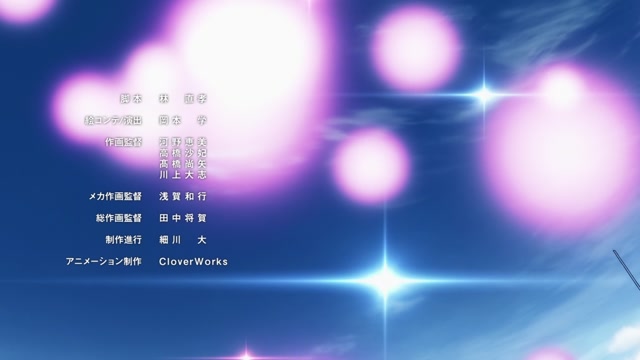 脚本 林 直孝
絵コンテ/演出 岡本 学
作画監督 河野恵美
高橋沙妃
高橋尚矢
川上大志
メカ作画監督 浅賀和行
総作画監督 田中将賀
制作進行 細川 大
アニメーション制作 CloverWorks